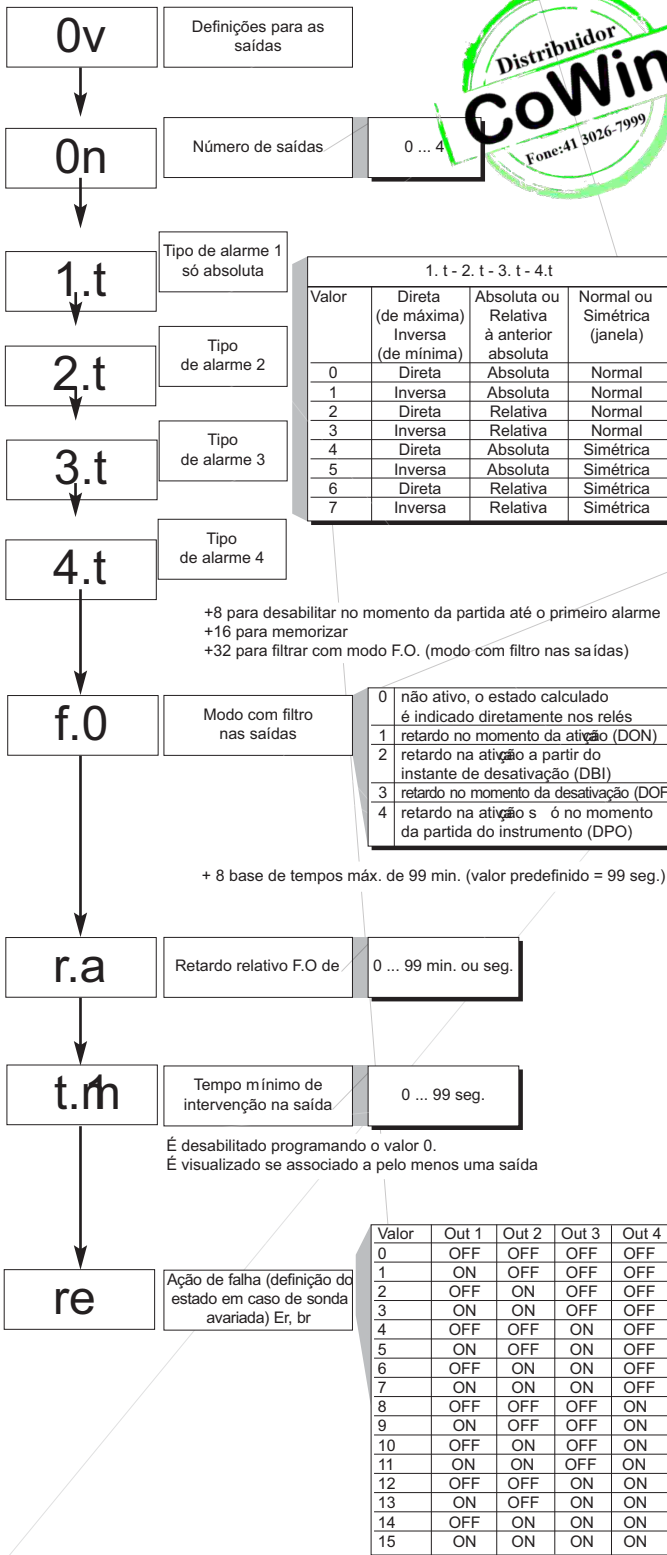 0v
Definições para as
saídas
Distribuidor
CoWin
Fone:41 3026-7999
0n
Número de saídas
0 ... 4
1.t
Tipo de alarme 1
só absoluta
2.t
Tipo
de alarme 2
3.t
Tipo
de alarme 3
4.t
Tipo
de alarme 4
1. t - 2. t - 3. t - 4.t
Valor Direta (de máxima) Inversa (de mínima) Absoluta ou Relativa à anterior absoluta Normal ou Simétrica (janela)
0 Direta Absoluta Normal
1 Inversa Absoluta Normal
2 Direta Relativa Normal
3 Inversa Relativa Normal
4 Direta Absoluta Simétrica
5 Inversa Absoluta Simétrica
6 Direta Relativa Simétrica
7 Inversa Relativa Simétrica
+8 para desabilitar no momento da partida até o primeiro alarme
+16 para memorizar
+32 para filtrar com modo F.O. (modo com filtro nas saídas)
f.0
Modo com filtro
nas saídas
0 não ativo, o estado calculado
é indicado diretamente nos relés
1 retardo no momento da ativação (DON)
2 retardo na ativação a partir do
instante de desativação (DBI)
3 retardo no momento da desativação (DOF
4 retardo na ativação s ó no momento
da partida do instrumento (DPO)
+ 8 base de tempos máx. de 99 min. (valor predefinido = 99 seg.)
r.a
Retardo relativo F.O de
0 ... 99 min. ou seg.
Tempo mínimo de
intervenção na saída
0 ... 99 seg.
É desabilitado programando o valor 0.
É visualizado se associado a pelo menos uma saída
re
Ação de falha (definição do
estado em caso de sonda
avariada) Er, br
Valor Out 1 Out 2 Out 3 Out 4
0 OFF OFF OFF OFF
1 ON OFF OFF OFF
2 OFF ON OFF OFF
3 ON ON OFF OFF
4 OFF OFF ON OFF
5 ON OFF ON OFF
6 OFF ON ON OFF
7 ON ON ON OFF
8 OFF OFF OFF ON
9 ON OFF OFF ON
10 OFF ON OFF ON
11 ON ON OFF ON
12 OFF OFF ON ON
13 ON OFF ON ON
14 OFF ON ON ON
15 ON ON ON ON